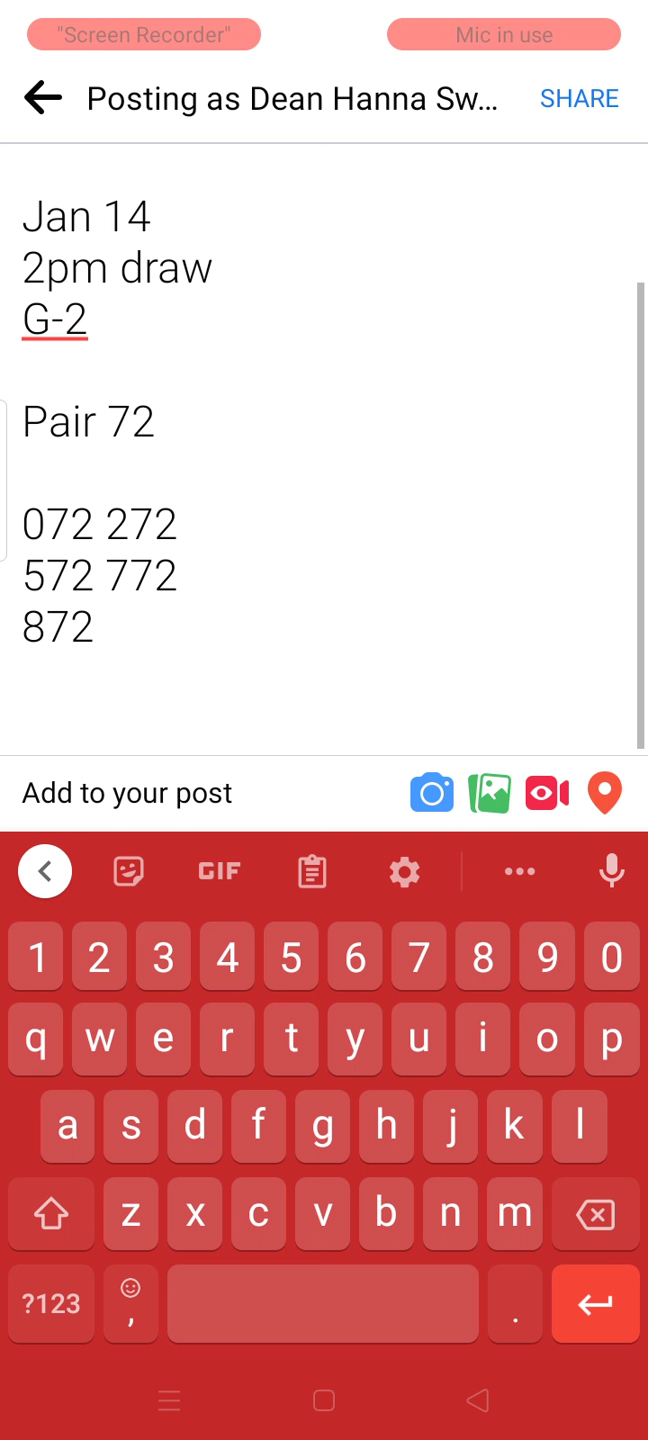 "Screen Recorder"
Mic in use
Posting as Dean Hanna Sw...
SHARE
Jan 14
2pm draw
G-2
Pair 72
072 272
572 772
872
Add to your post
GIF
1 2 3 4 5 6 7 8 9 0
q w e r t y u i o p
a s d f g h j k l
z x c v b n m
?123 , .